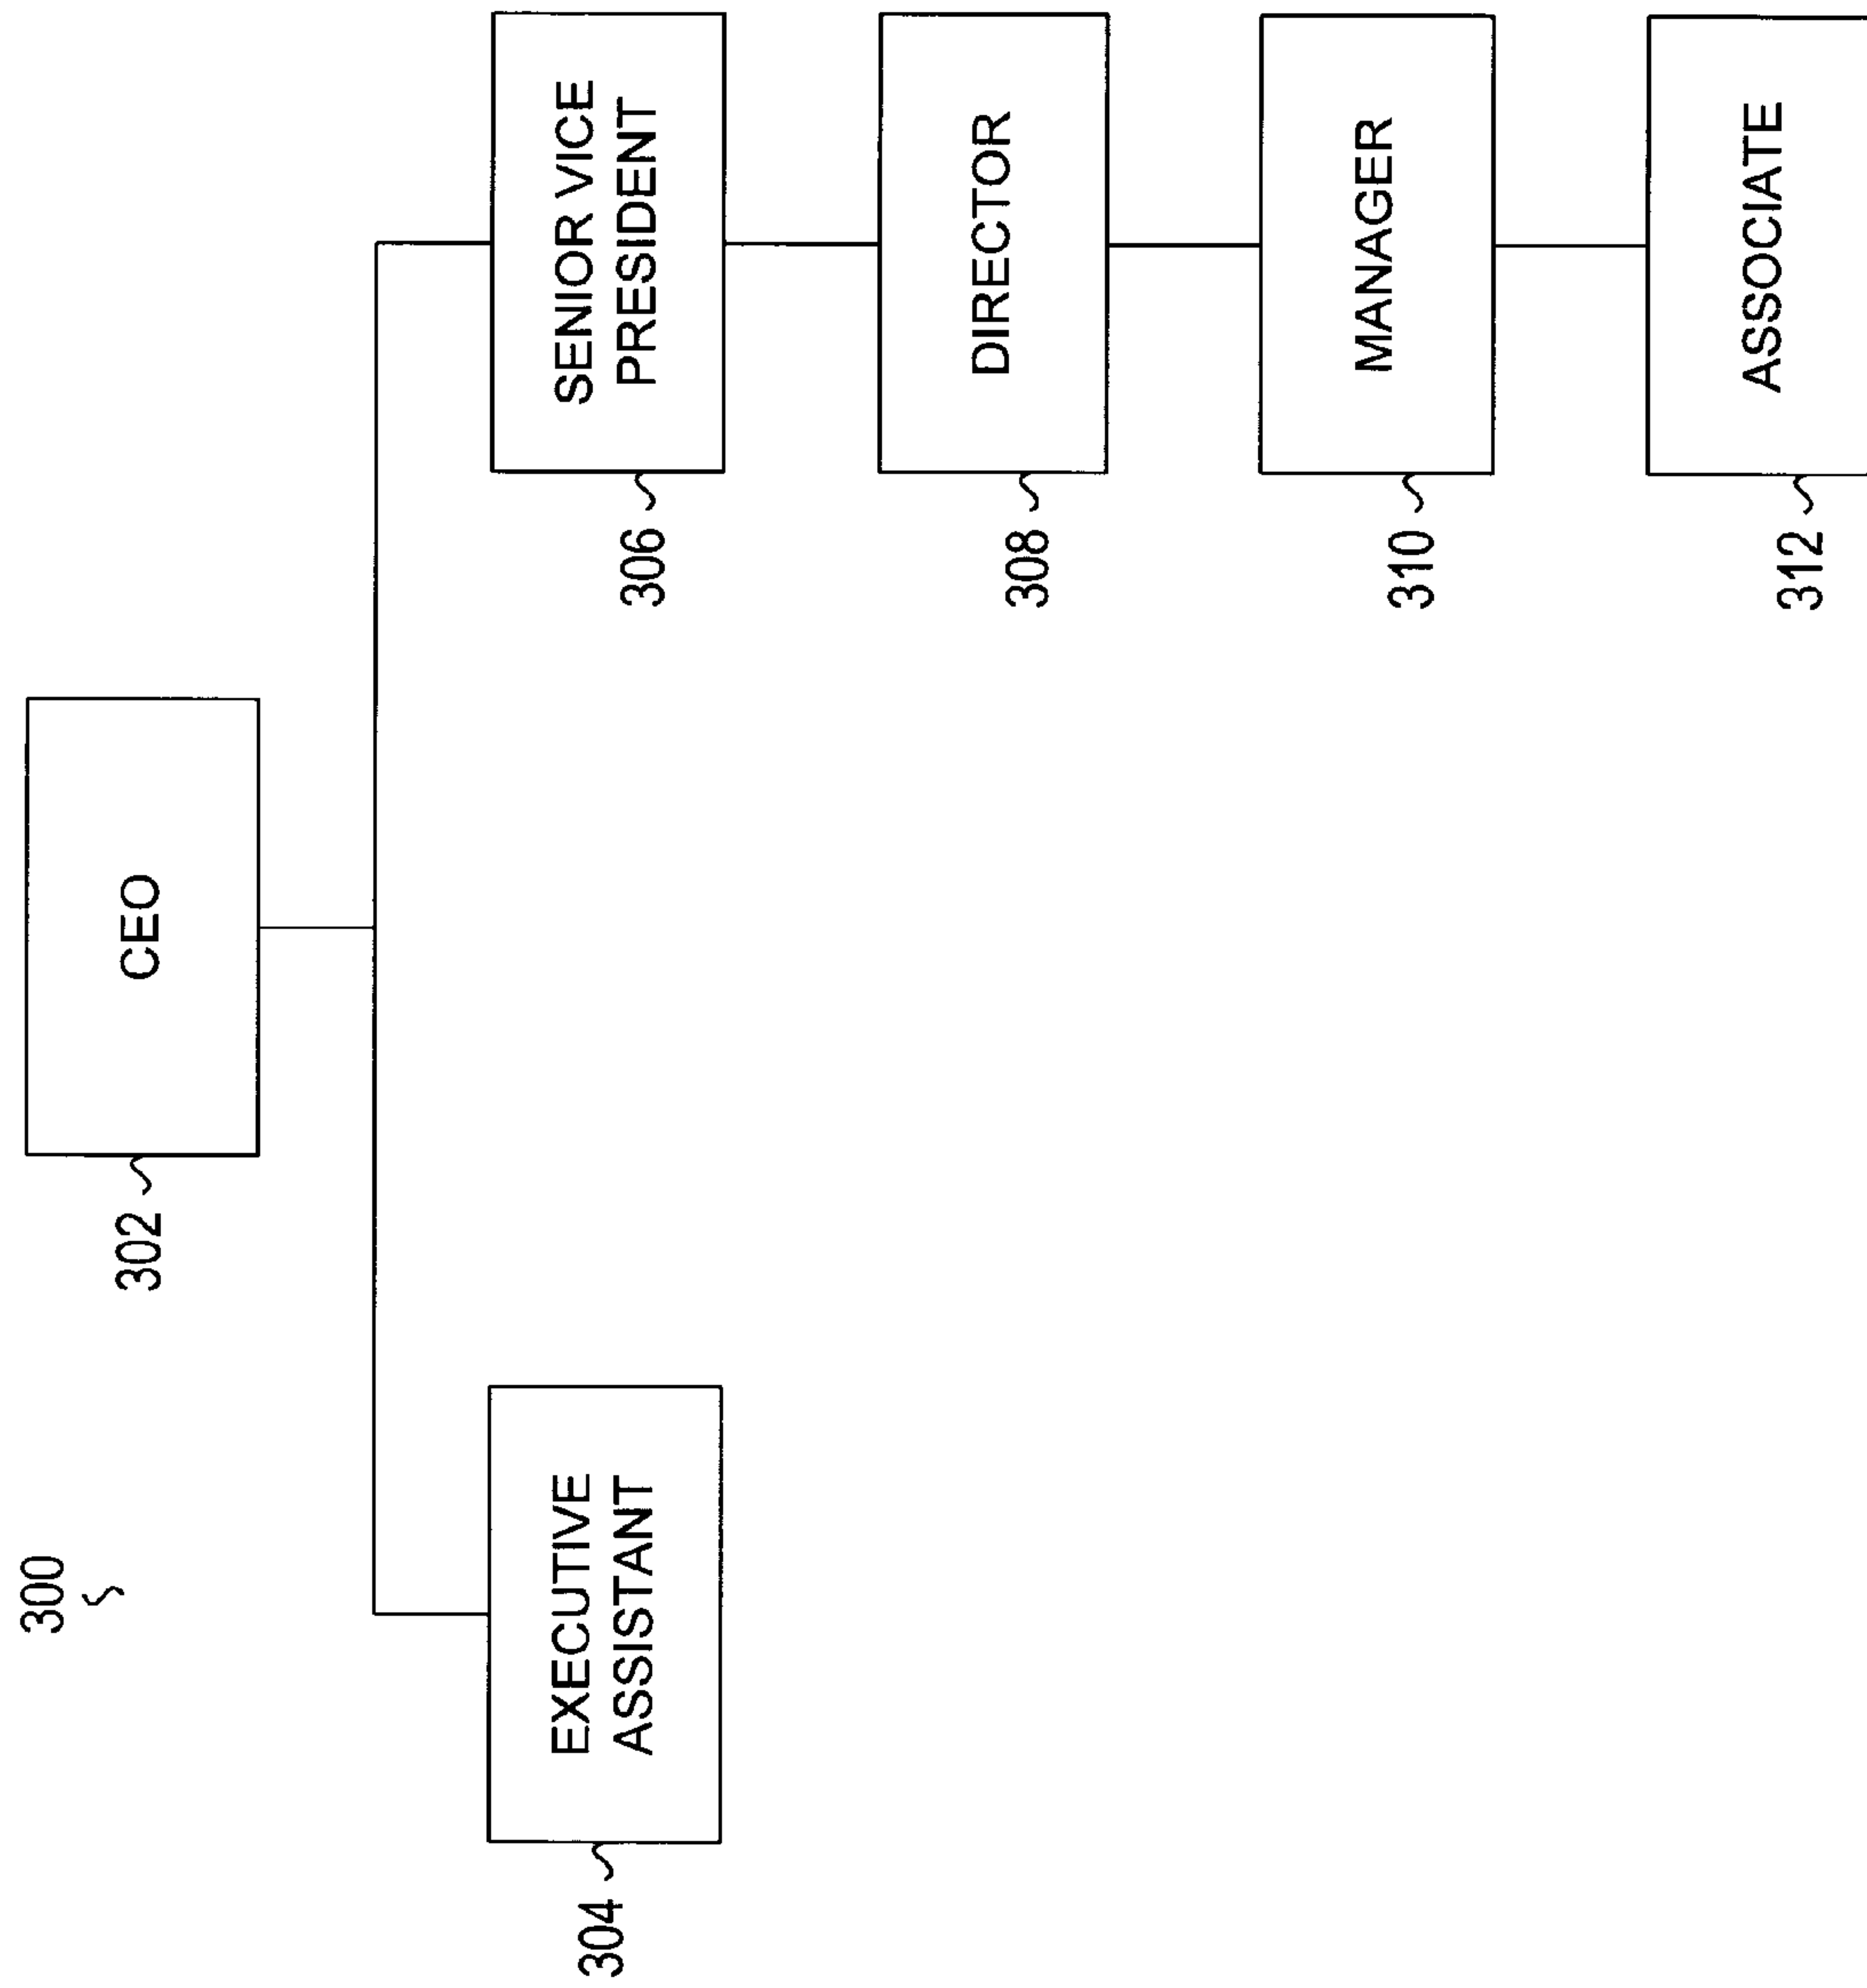 300
302
CEO
304
EXECUTIVE
ASSISTANT
306
SENIOR VICE
PRESIDENT
308
DIRECTOR
310
MANAGER
312
ASSOCIATE